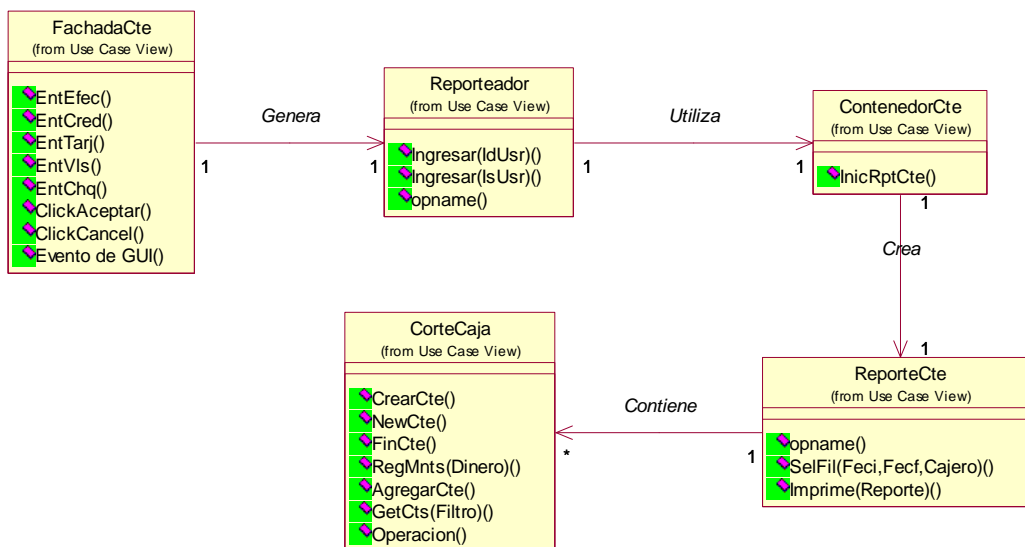 FachadaCte
(from Use Case View)
EntEfec()
EntCred()
EntTarj()
EntVls()
EntChq()
ClickAceptar()
ClickCancel()
Evento de GUI()
Genera
1
1
Reporteador
(from Use Case View)
Ingresar(IdUsr)()
Ingresar(IsUsr)()
opname()
Utiliza
1
1
ContenedorCte
(from Use Case View)
InicRptCte()
1
Crea
1
ReporteCte
(from Use Case View)
opname()
SelFil(Feci,Fecf,Cajero)()
Imprime(Reporte)()
Contiene
1
*
CorteCaja
(from Use Case View)
CrearCte()
NewCte()
FinCte()
RegMnts(Dinero)()
AgregarCte()
GetCts(Filtro)()
Operacion()